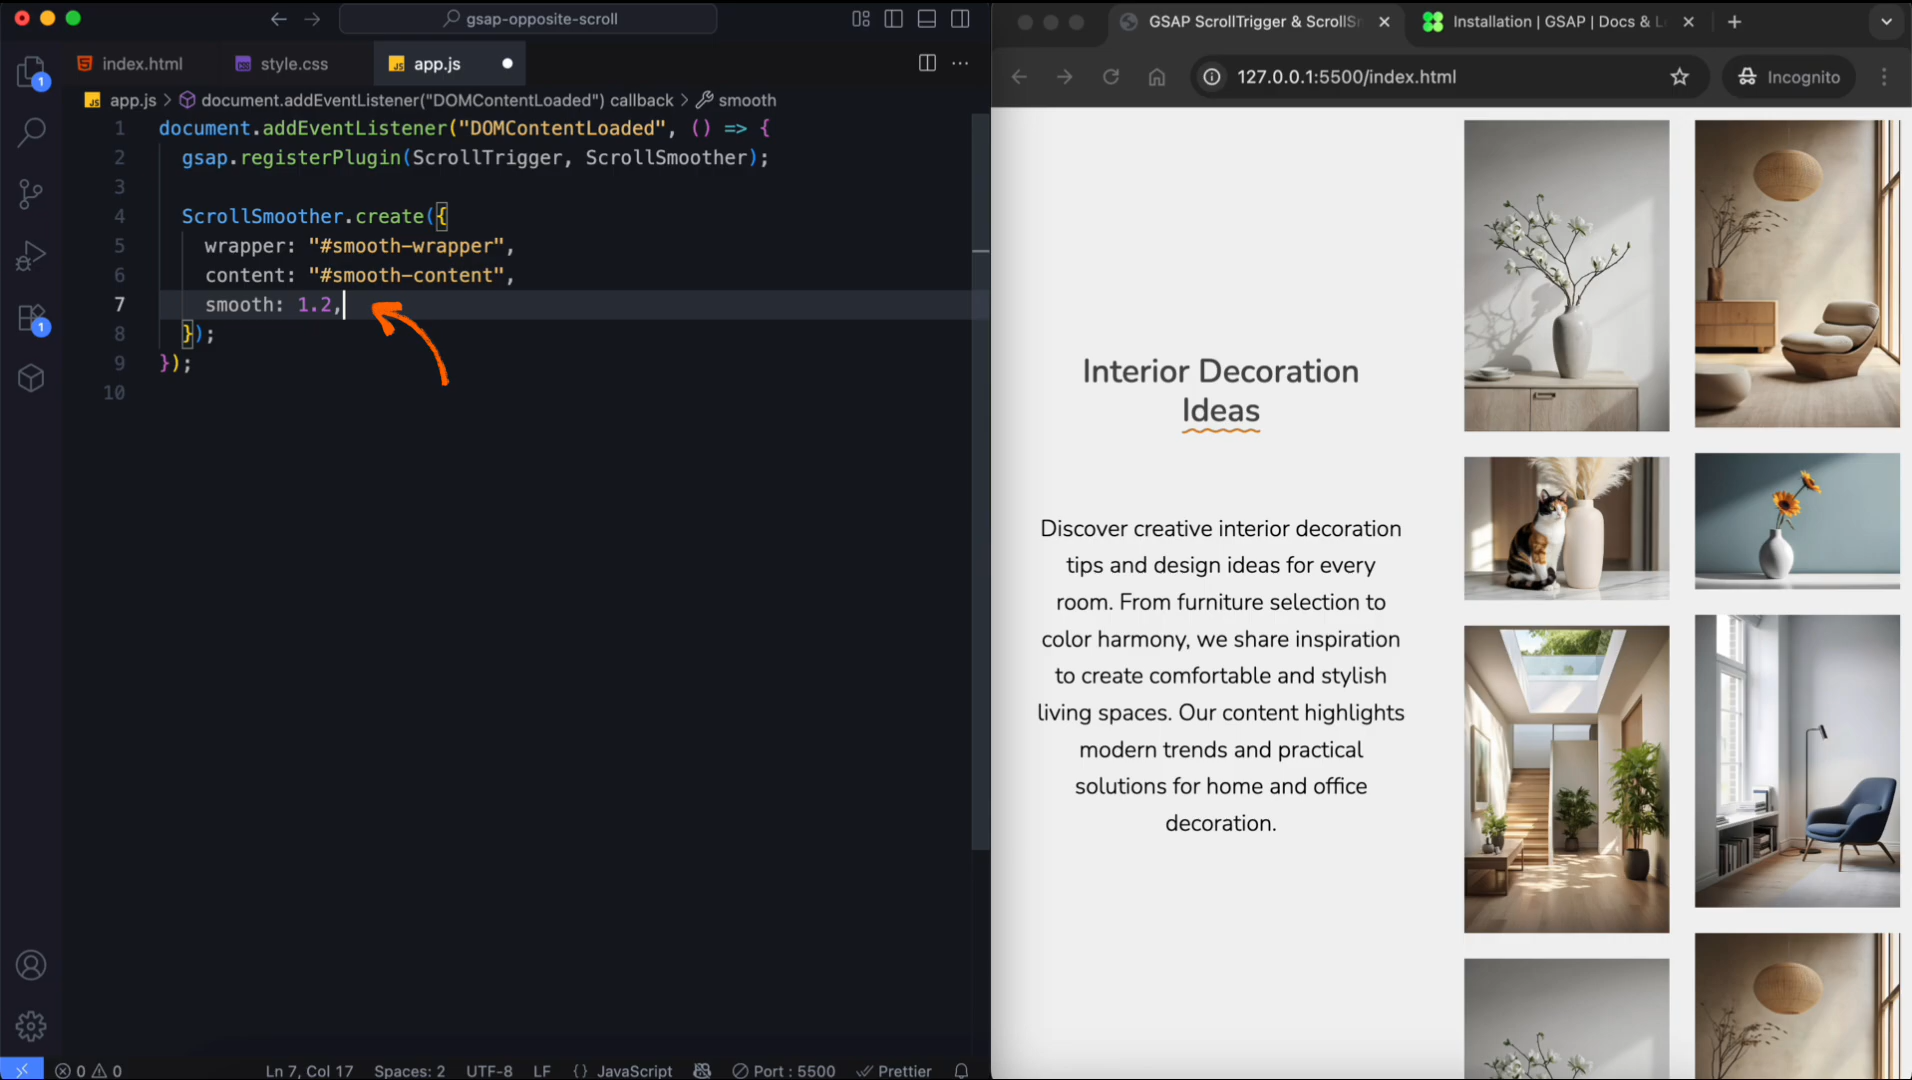 gsap-opposite-scroll
index.html
style.css
app.js
app.js > document.addEventListener("DOMContentLoaded") callback > smooth
1 document.addEventListener("DOMContentLoaded", () => {
2 gsap.registerPlugin(ScrollTrigger, ScrollSmoother);
3
4 ScrollSmoother.create({
5 wrapper: "#smooth-wrapper",
6 content: "#smooth-content",
7 smooth: 1.2,
8 });
9 });
10
1
1
0 0
Ln 7, Col 17
Spaces: 2
UTF-8
LF
{} JavaScript
Port : 5500
Prettier
GSAP ScrollTrigger &
Installation | GSAP | Docs &
127.0.0.1:5500/index.html
Incognito
Interior Decoration
Ideas
Discover creative interior decoration
tips and design ideas for every
room. From furniture selection to
color harmony, we share inspiration
to create comfortable and stylish
living spaces. Our content highlights
modern trends and practical
solutions for home and office
decoration.